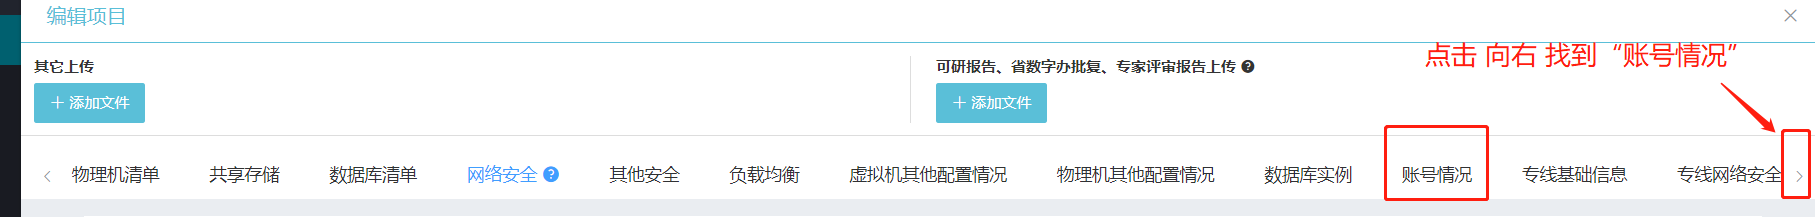 编辑项目
点击 向右 找到“账号情况”
其它上传
可研报告、省数字办批复、专家评审报告上传
+ 添加文件
+ 添加文件
物理机清单 共享存储 数据库清单 网络安全 其他安全 负载均衡 虚拟机其他配置情况 物理机其他配置情况 数据库实例 账号情况 专线基础信息 专线网络安全